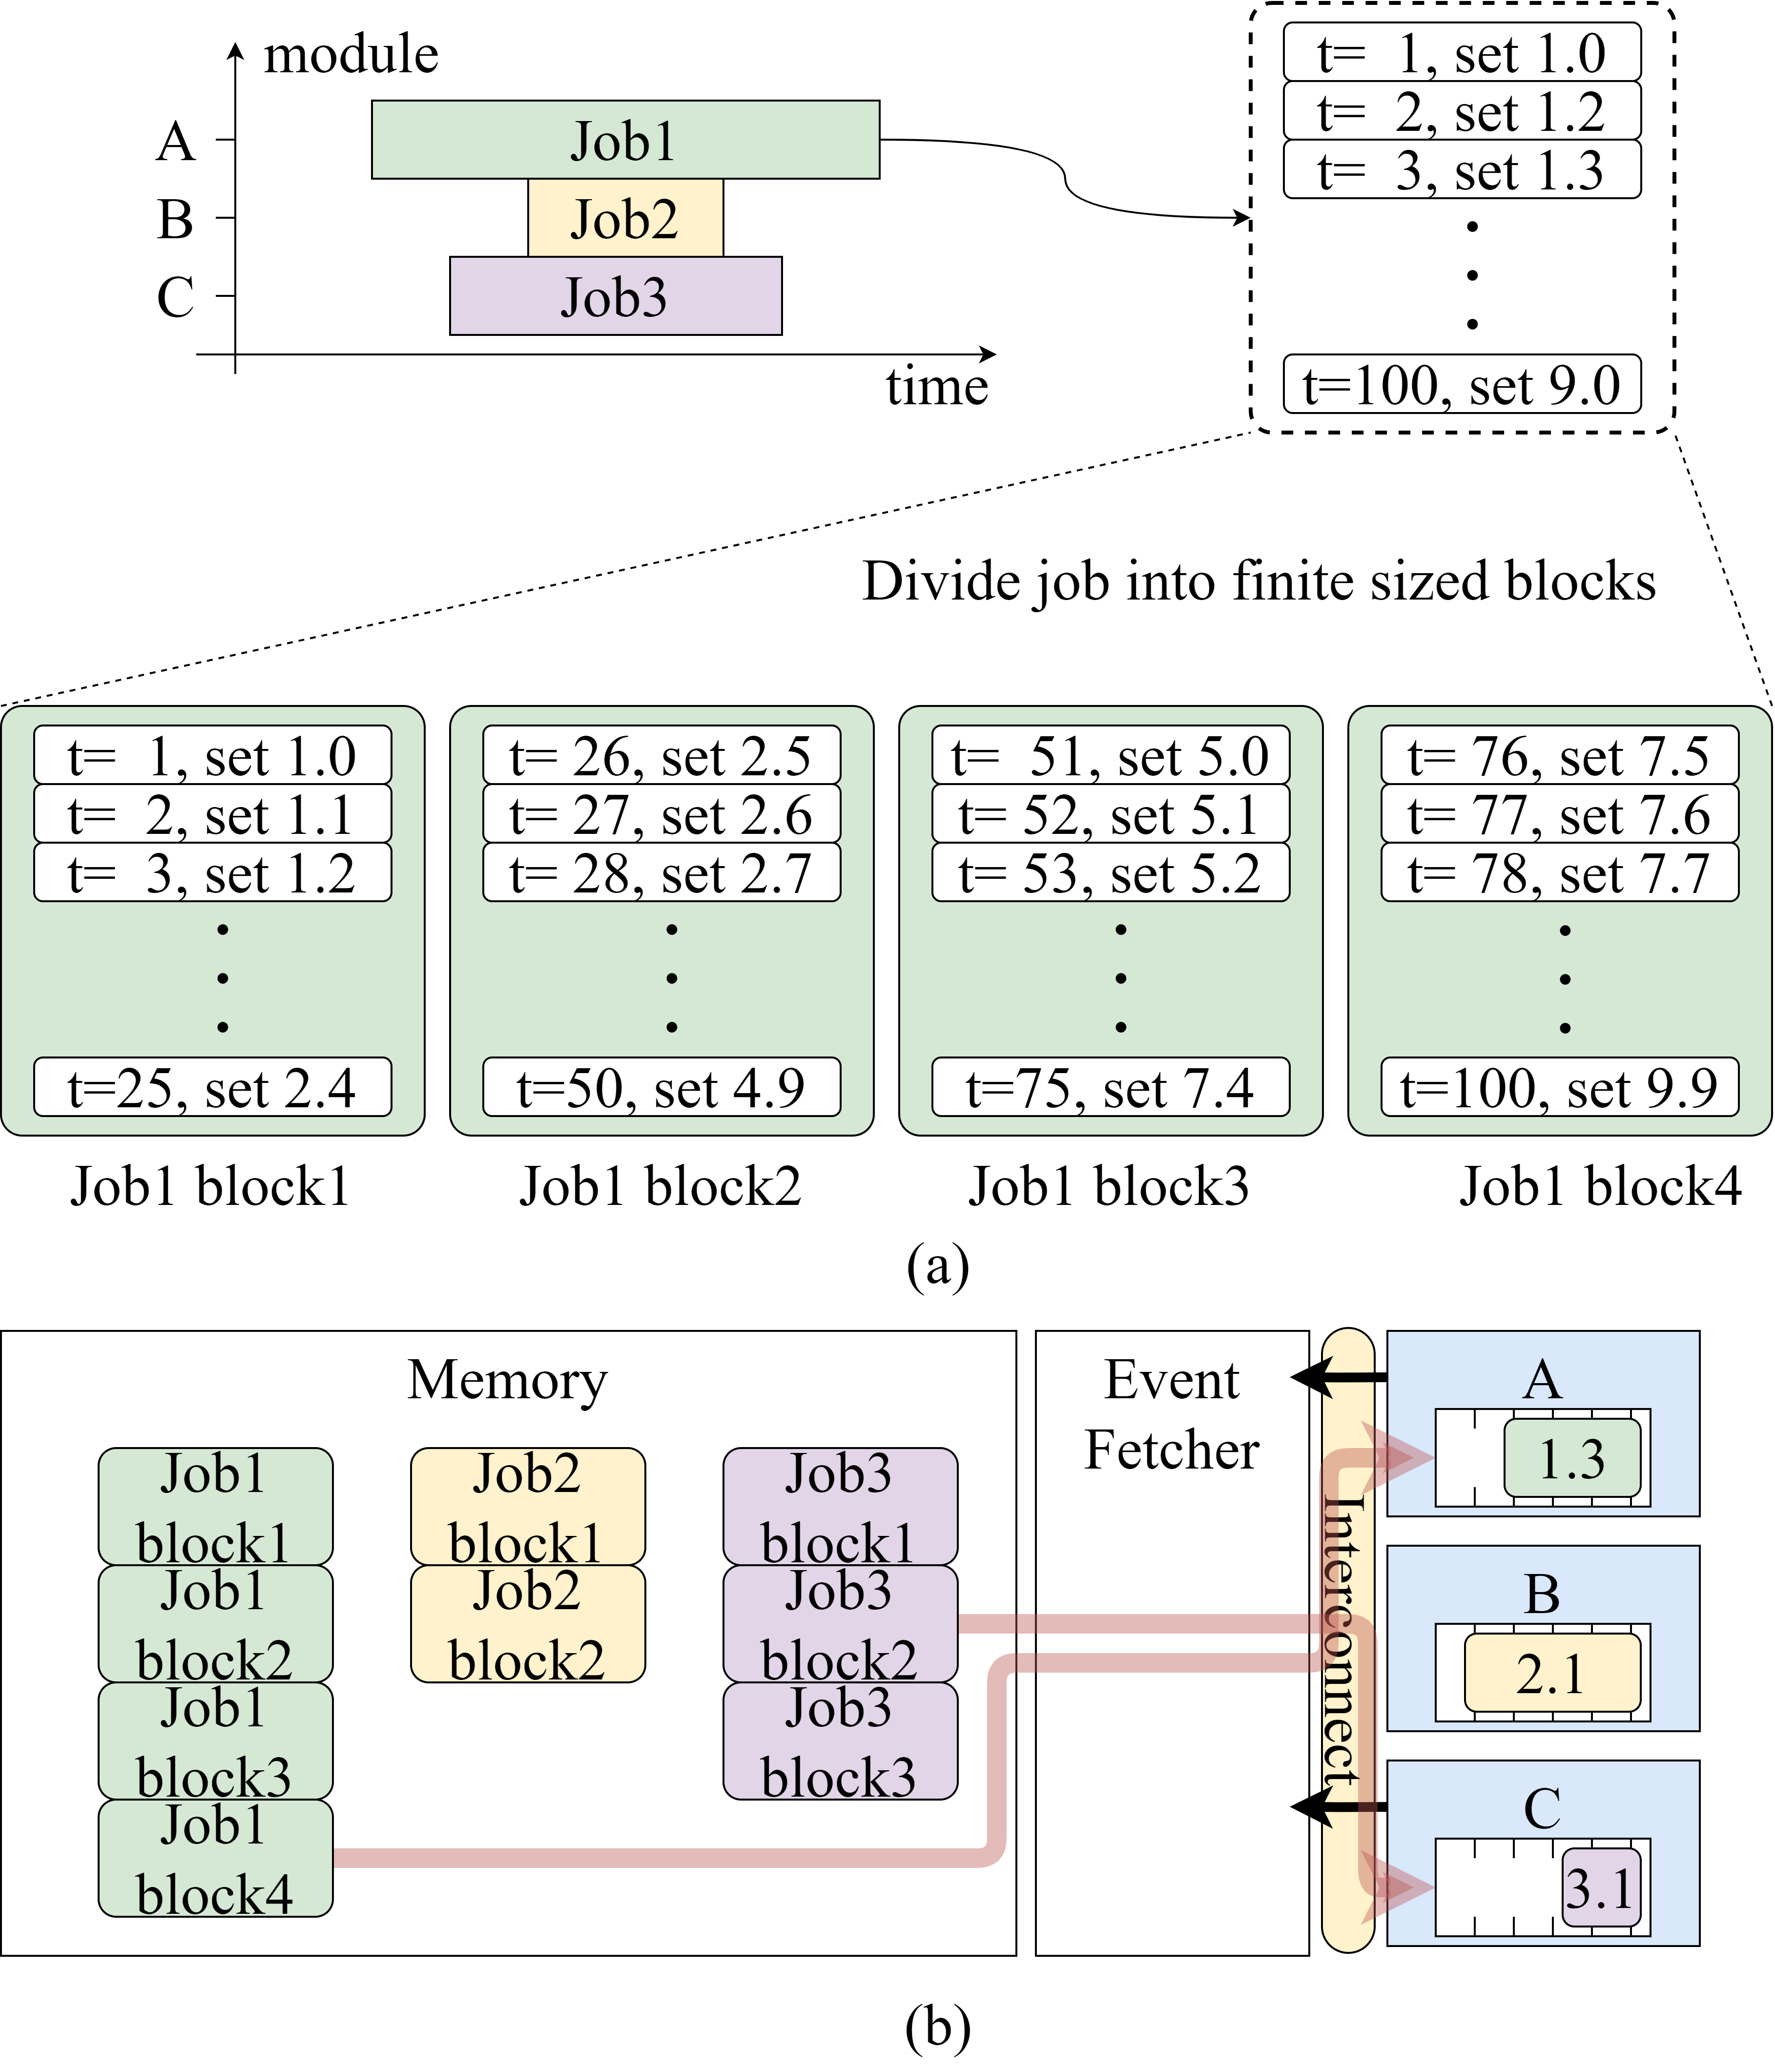 module
A
B
C
Job1
Job2
Job3
time
t=  1, set 1.0
t=  2, set 1.2
t=  3, set 1.3
t=100, set 9.0
Divide job into finite sized blocks
t=  1, set 1.0
t=  2, set 1.1
t=  3, set 1.2
t=25, set 2.4
Job1 block1
t= 26, set 2.5
t= 27, set 2.6
t= 28, set 2.7
t=50, set 4.9
Job1 block2
t=  51, set 5.0
t= 52, set 5.1
t= 53, set 5.2
t=75, set 7.4
Job1 block3
t= 76, set 7.5
t= 77, set 7.6
t= 78, set 7.7
t=100, set 9.9
Job1 block4
(a)
Memory
Job1
block1
Job1
block2
Job1
block3
Job1
block4
Job2
block1
Job2
block2
Job3
block1
Job3
block2
Job3
block3
Event
Fetcher
Interconnect
A
1.3
B
2.1
C
3.1
(b)